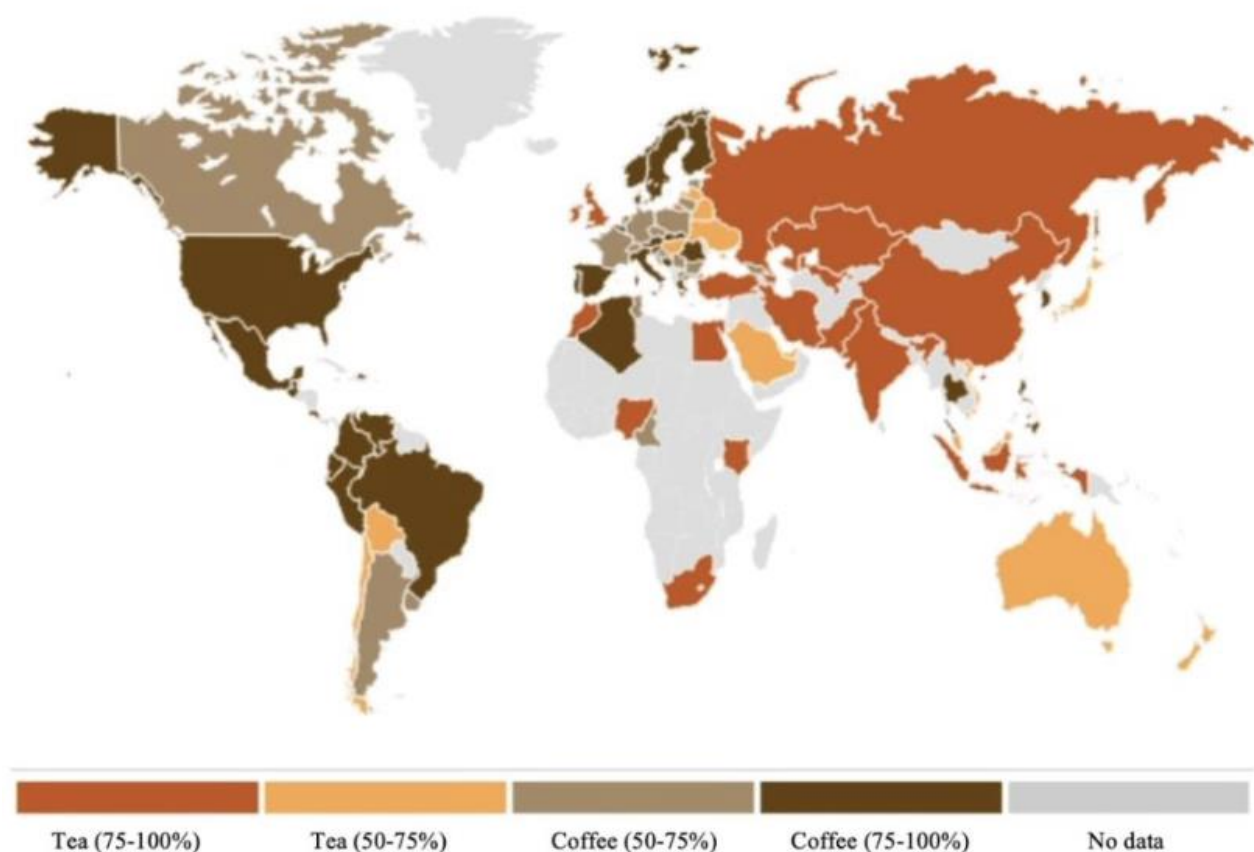 Tea (75-100%)
Tea (50-75%)
Coffee (50-75%)
Coffee (75-100%)
No data